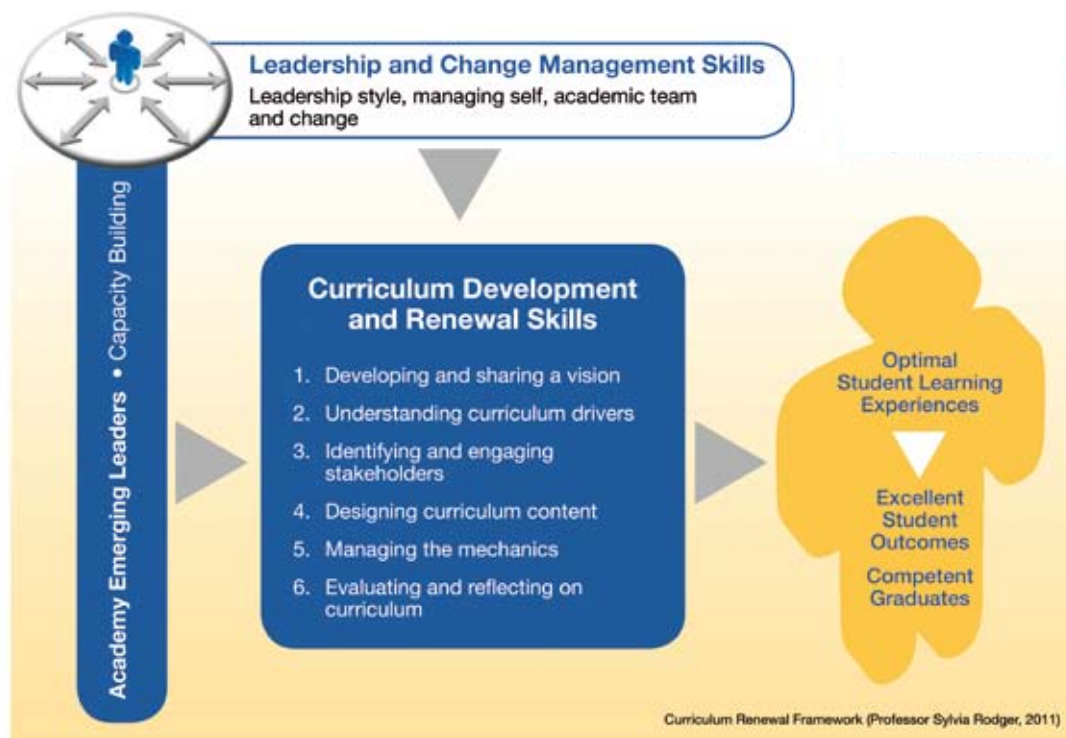 Leadership and Change Management Skills
Leadership style, managing self, academic team
and change
Academy Emerging Leaders • Capacity Building
Curriculum Development
and Renewal Skills
1. Developing and sharing a vision
2. Understanding curriculum drivers
3. Identifying and engaging
stakeholders
4. Designing curriculum content
5. Managing the mechanics
6. Evaluating and reflecting on
curriculum
Optimal
Student Learning
Experiences
Excellent
Student
Outcomes
Competent
Graduates
Curriculum Renewal Framework (Professor Sylvia Rodger, 2011)